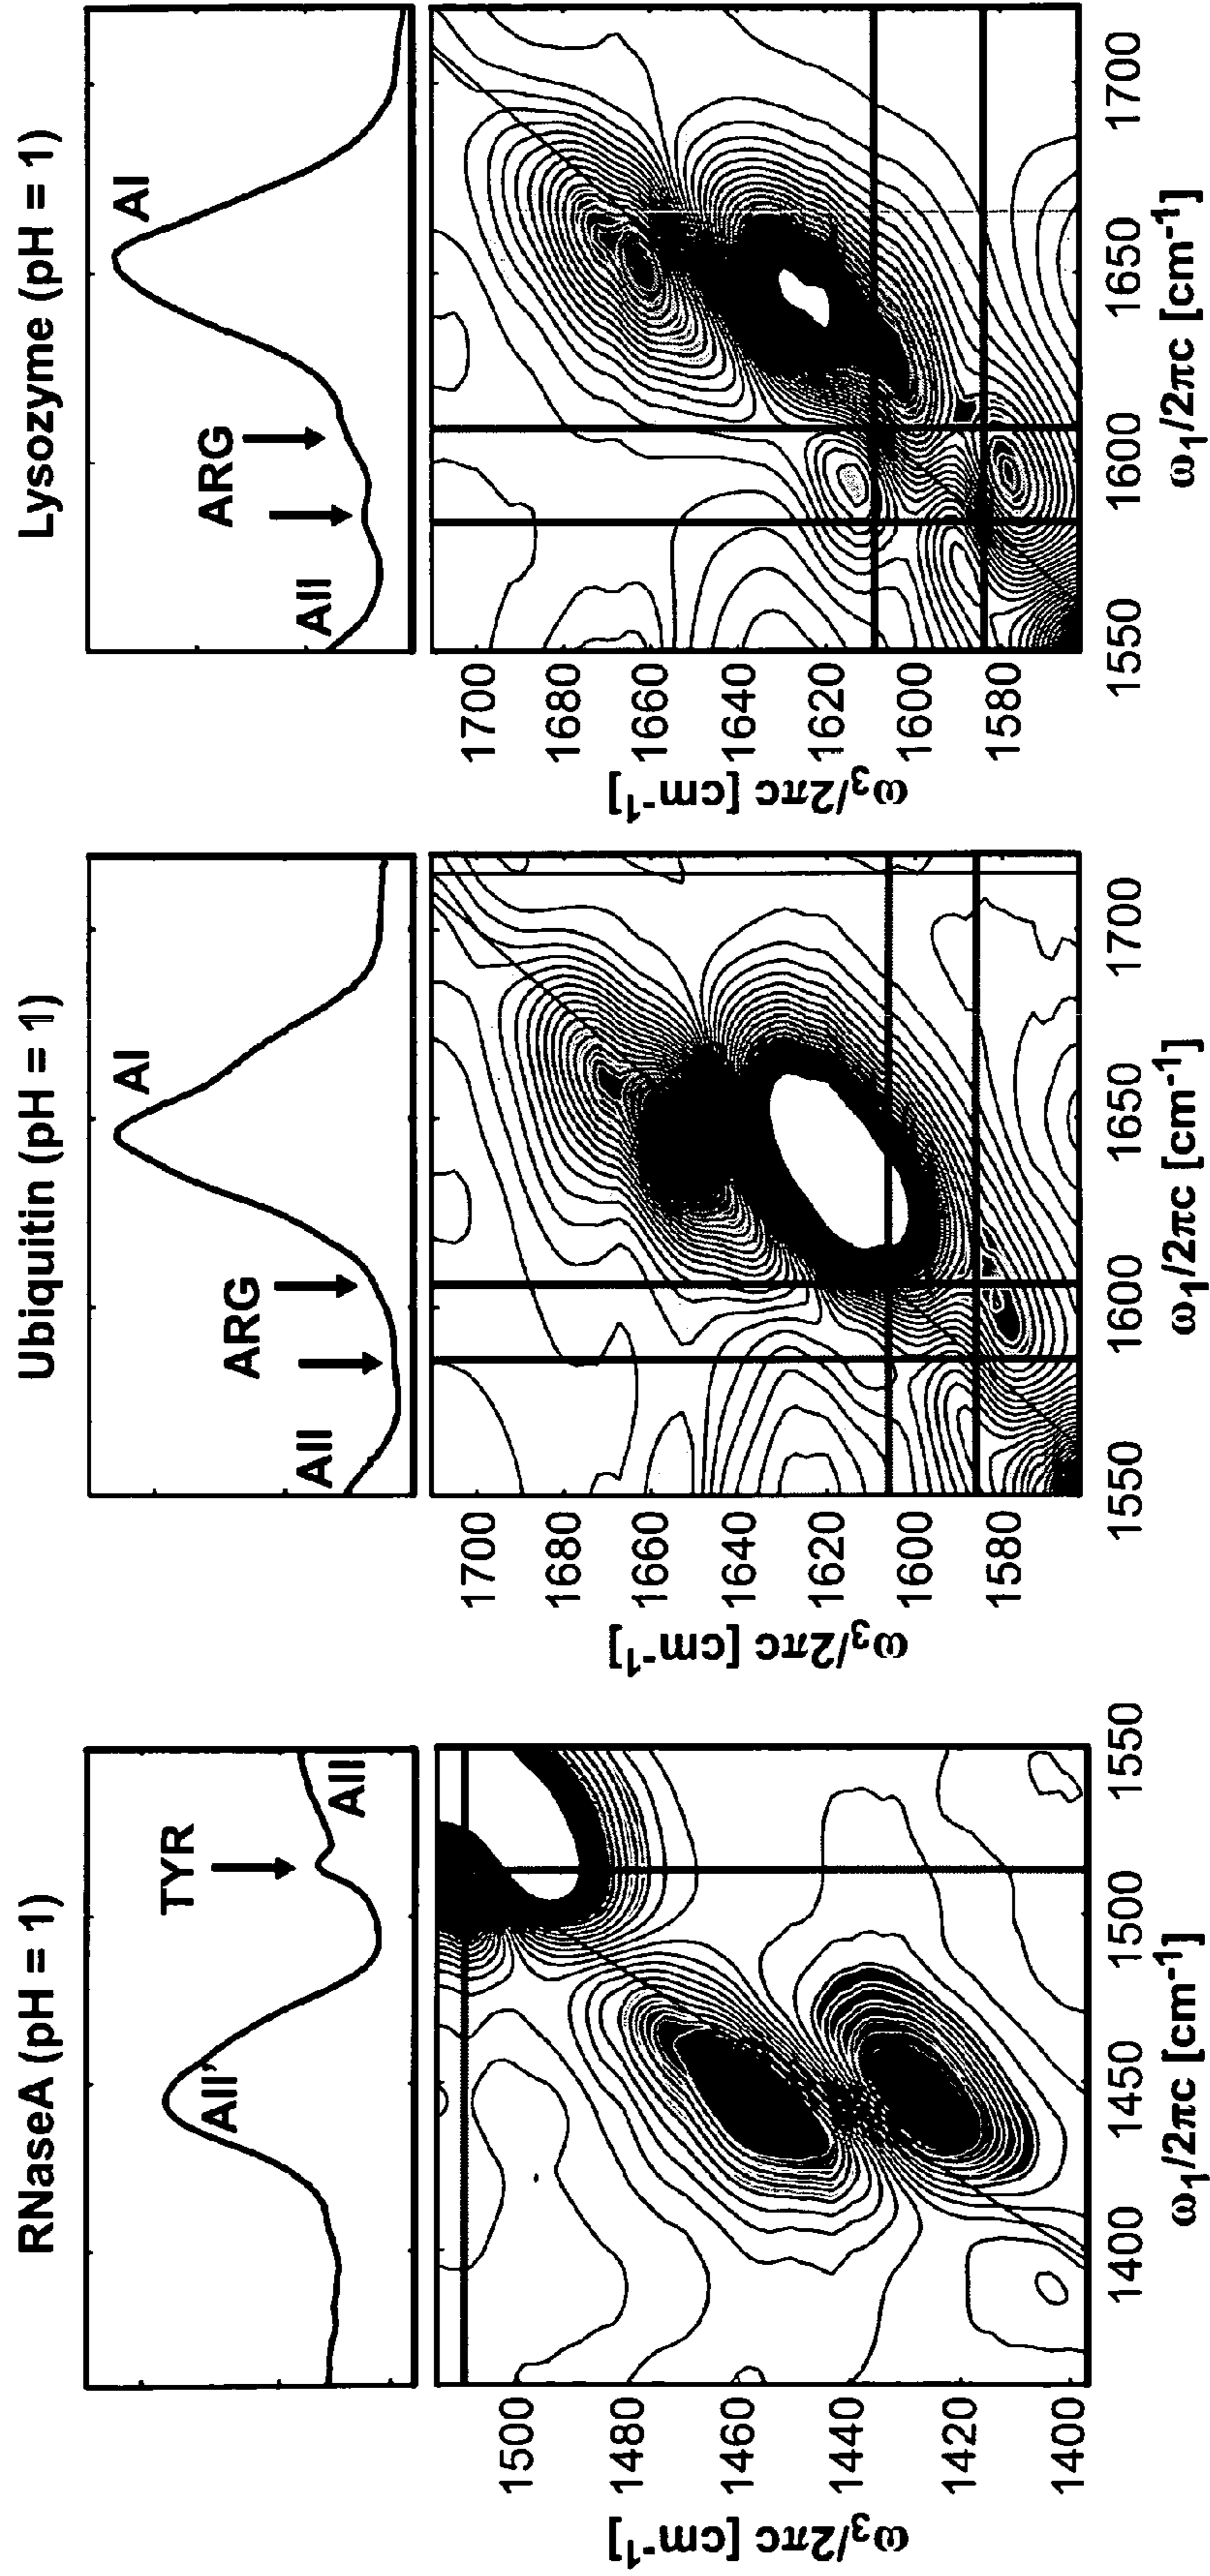 RNaseA (pH = 1)
AII'
TYR
AII
1500
1480
1460
1440
1420
1400
ω3/2πc [cm-1]
1400
1450
1500
1550
ω1/2πc [cm-1]
Ubiquitin (pH = 1)
AII
ARG
AI
1700
1680
1660
1640
1620
1600
1580
ω3/2πc [cm-1]
1550
1600
1650
1700
ω1/2πc [cm-1]
Lysozyme (pH = 1)
AII
ARG
AI
1700
1680
1660
1640
1620
1600
1580
ω3/2πc [cm-1]
1550
1600
1650
1700
ω1/2πc [cm-1]